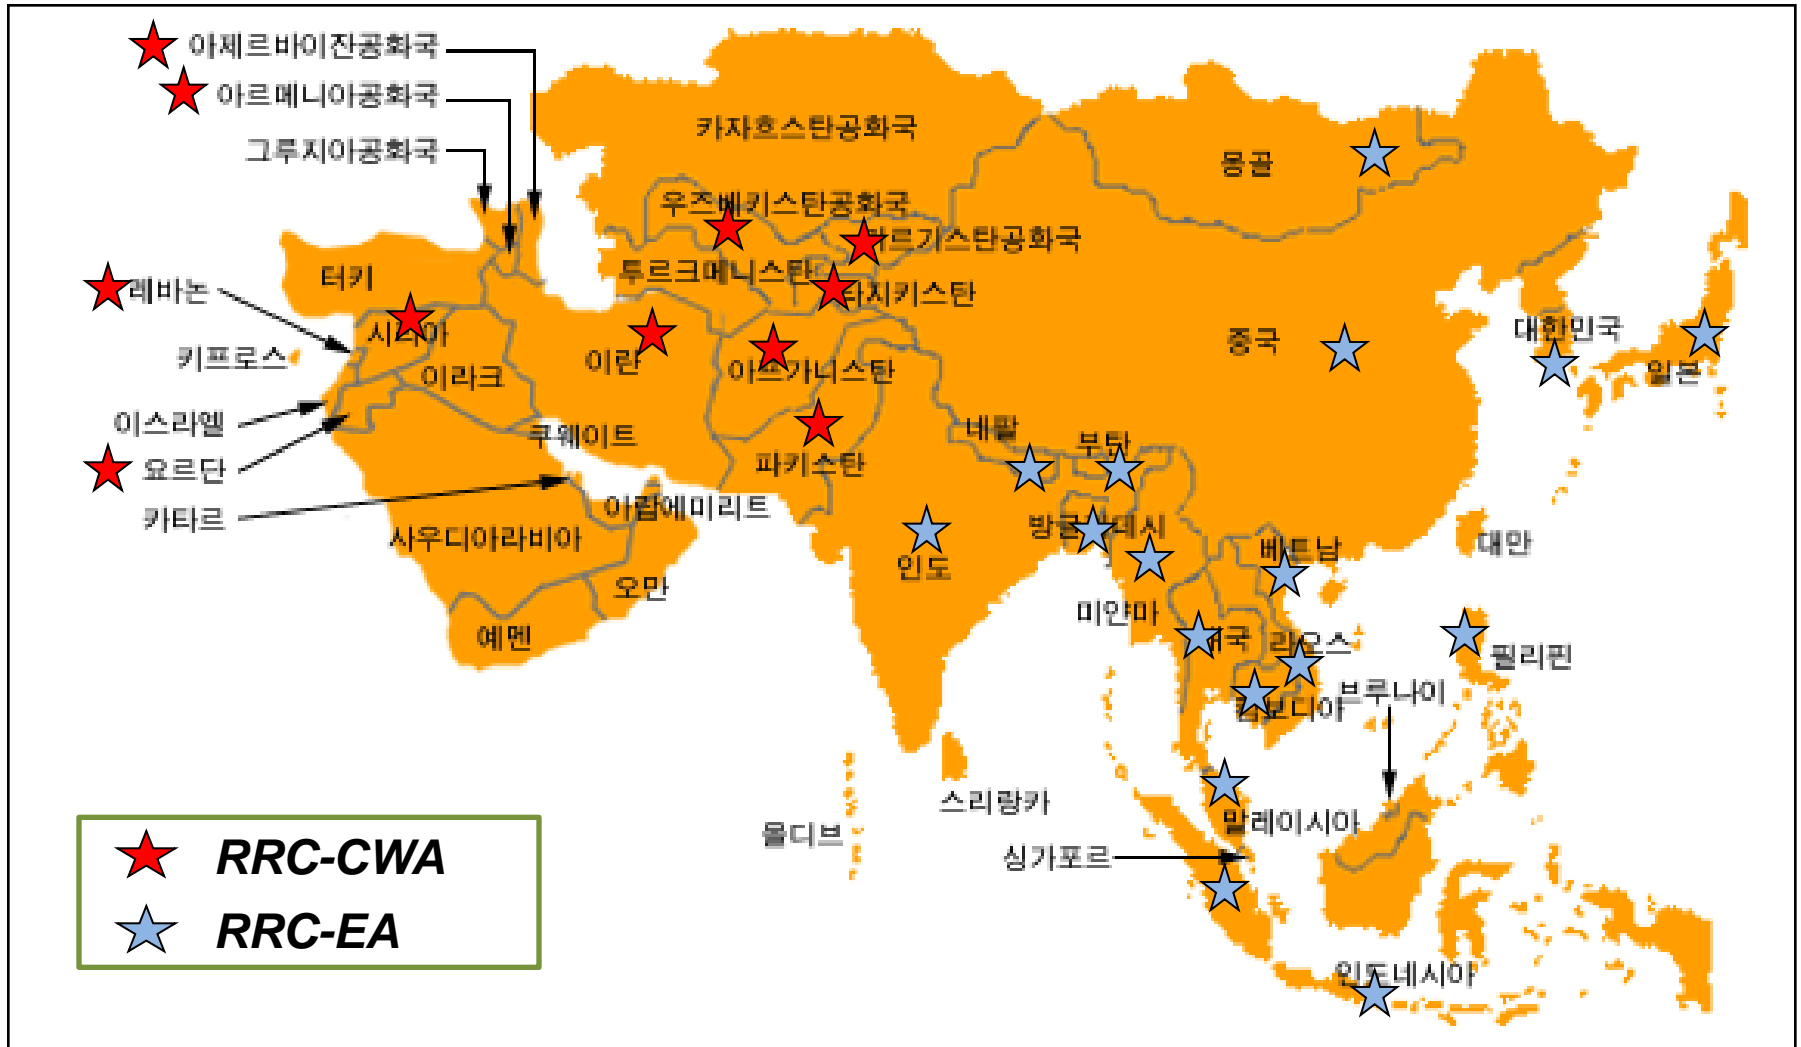 아제르바이잔공화국
아르메니아공화국
그루지아공화국
카자흐스탄공화국
몽골
우즈베키스탄공화국
키르기스탄공화국
투르크메니스탄
타지키스탄
터키
레바논
시리아
키프로스
이라크
이란
아프가니스탄
중국
대한민국
일본
이스라엘
쿠웨이트
네팔
부탄
요르단
파키스탄
카타르
아랍에미리트
사우디아라비아
방글라데시
인도
베트남
대만
오만
미얀마
예멘
태국
라오스
필리핀
브루나이
캄보디아
스리랑카
몰디브
말레이시아
싱가포르
인도네시아
RRC-CWA
RRC-EA